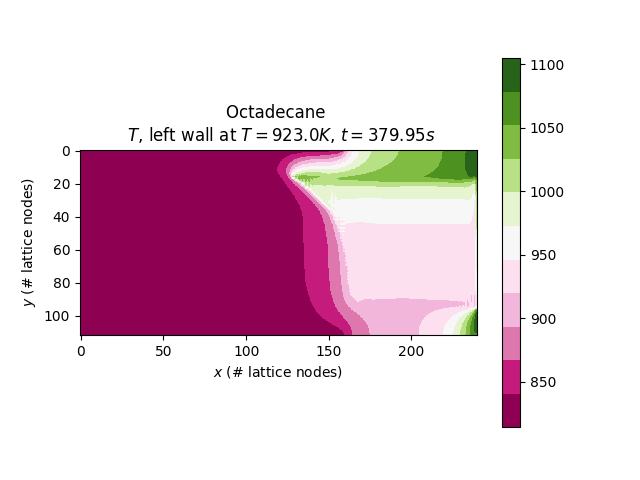 Octadecane
T, left wall at T = 923.0K, t = 379.95s
0
20
40
60
80
100
y (# lattice nodes)
0 50 100 150 200
x (# lattice nodes)
1100
1050
1000
950
900
850